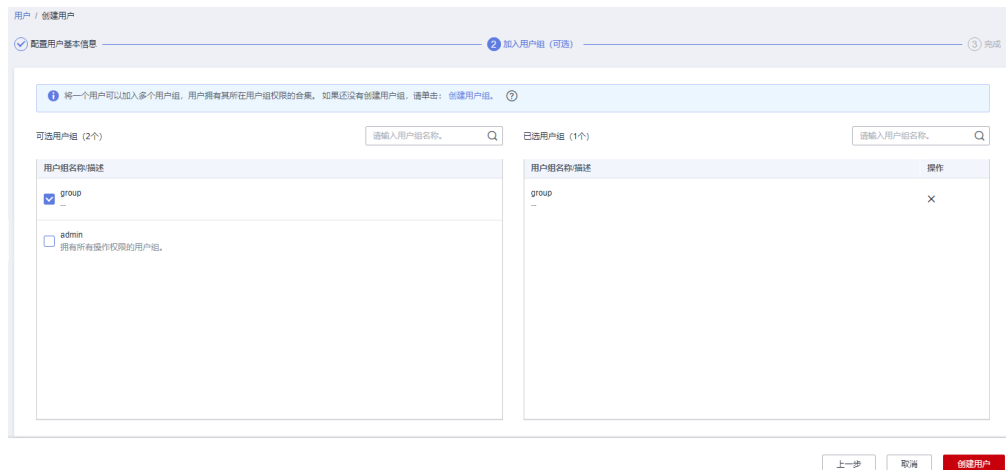 用户 / 创建用户
配置用户基本信息
2 加入用户组（可选）
3 完成
将一个用户可以加入多个用户组，用户拥有其所在用户组权限的合集。如果还没有创建用户组，请单击：创建用户组。
可选用户组（2个）
请输入用户组名称。
已选用户组（1个）
请输入用户组名称。
用户组名称/描述
group
--
admin
拥有所有操作权限的用户组。
用户组名称/描述
操作
group
--
上一步
取消
创建用户